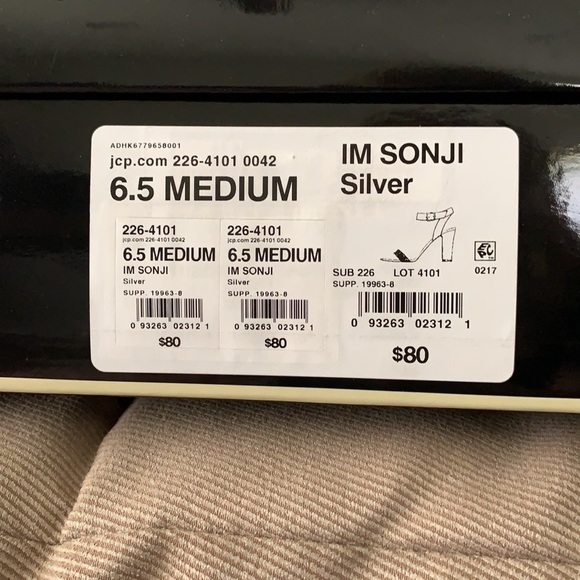 ADHK6779658001
jcp.com 226-4101 0042
6.5 MEDIUM
226-4101
jcp.com 226-4101 0042
6.5 MEDIUM
IM SONJI
Silver
SUPP. 19963-8
0 93263 02312 1
$80
226-4101
jcp.com 226-4101 0042
6.5 MEDIUM
IM SONJI
Silver
SUPP. 19963-8
0 93263 02312 1
$80
IM SONJI
Silver
0217
SUB 226 LOT 4101
SUPP. 19963-8
0 93263 02312 1
$80